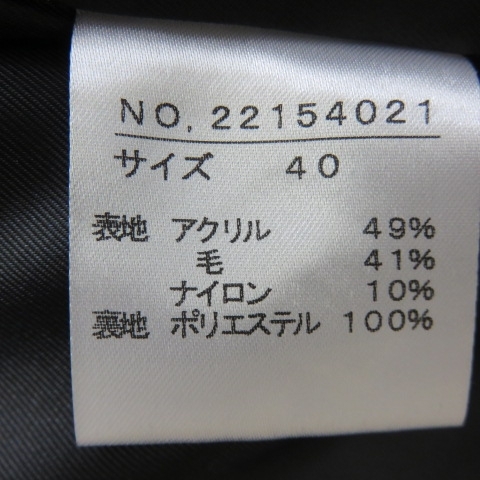 NO. 22154021
サイズ 40
表地 アクリル 49%
毛 41%
ナイロン 10%
裏地 ポリエステル 100%